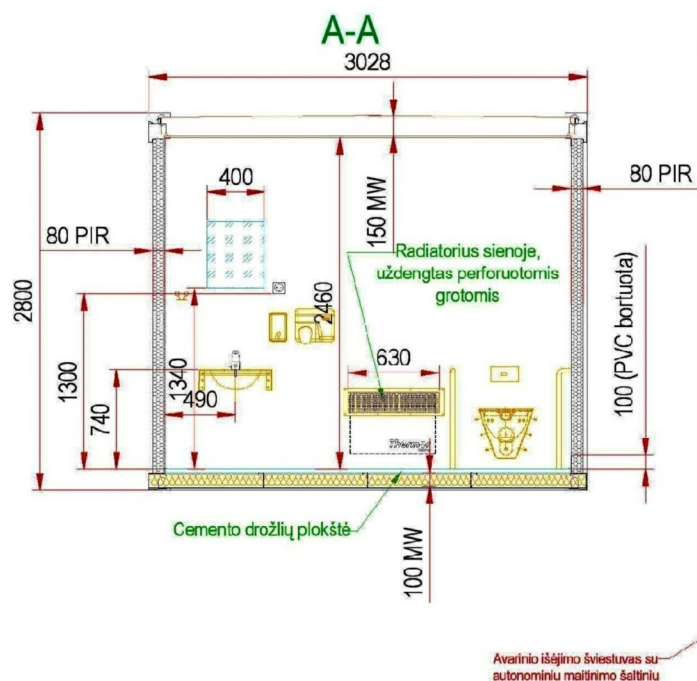 A-A
3028
400
80 PIR
80 PIR
150 MW
Radiatorius sienoje,
uždengtas perforuotomis
grotomis
2800
2460
1300
1340
740
490
630
100 (PVC bortuota)
Cemento drožlių plokštė
100 MW
Avarinio išėjimo šviestuvas su
autonominiu maitinimo šaltiniu